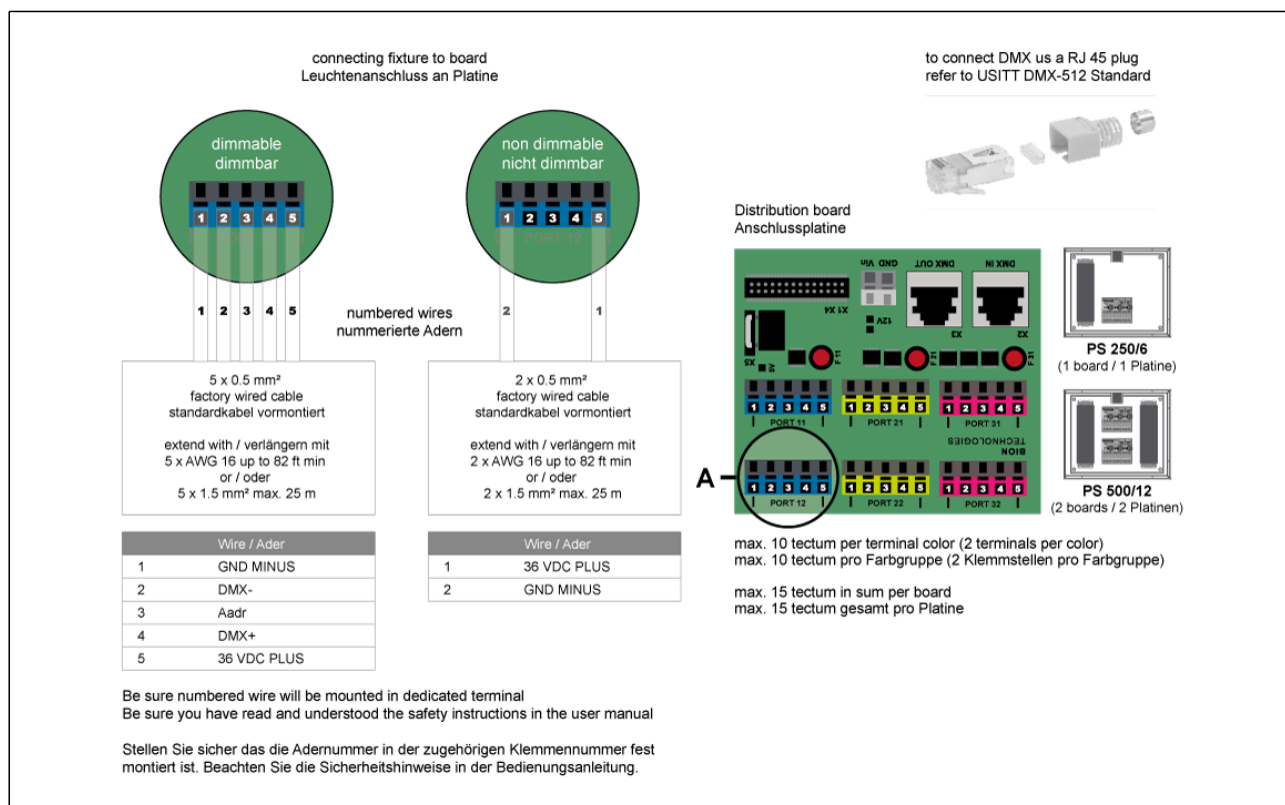 connecting fixture to board
Leuchtenanschluss an Platine
dimmable
dimmbar
1 2 3 4 5
1 2 3 4 5
numbered wires
nummerierte Adern
5 x 0.5 mm²
factory wired cable
standardkabel vormontiert
extend with / verlängern mit
5 x AWG 16 up to 82 ft min
or / oder
5 x 1.5 mm² max. 25 m
Wire / Ader
1 GND MINUS
2 DMX-
3 Aadr
4 DMX+
5 36 VDC PLUS
non dimmable
nicht dimmbar
1 2 3 4 5
PORT 12
2 1
2 x 0.5 mm²
factory wired cable
standardkabel vormontiert
extend with / verlängern mit
2 x AWG 16 up to 82 ft min
or / oder
2 x 1.5 mm² max. 25 m
Wire / Ader
1 36 VDC PLUS
2 GND MINUS
Be sure numbered wire will be mounted in dedicated terminal
Be sure you have read and understood the safety instructions in the user manual
Stellen Sie sicher das die Adernummer in der zugehörigen Klemmennummer fest
montiert ist. Beachten Sie die Sicherheitshinweise in der Bedienungsanleitung.
to connect DMX us a RJ 45 plug
refer to USITT DMX-512 Standard
Distribution board
Anschlussplatine
Vin GND DMX OUT DMX IN
X1 X4
12V
X3
X2
X5
5V
F11
F21
F31
1 2 3 4 5
1 2 3 4 5
1 2 3 4 5
PORT 11
PORT 21
PORT 31
BION
TECHNOLOGIES
A
1 2 3 4 5
1 2 3 4 5
1 2 3 4 5
PORT 12
PORT 22
PORT 32
PS 250/6
(1 board / 1 Platine)
PS 500/12
(2 boards / 2 Platinen)
max. 10 tectum per terminal color (2 terminals per color)
max. 10 tectum pro Farbgruppe (2 Klemmstellen pro Farbgruppe)
max. 15 tectum in sum per board
max. 15 tectum gesamt pro Platine